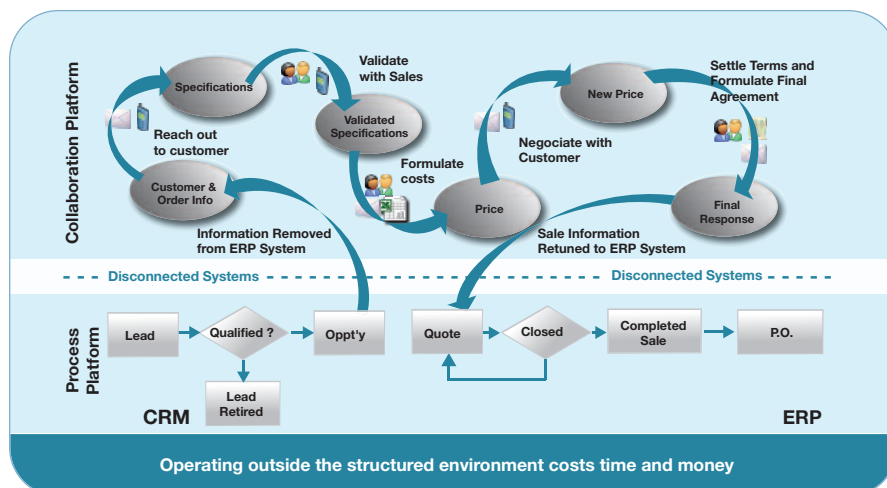 Collaboration Platform
Specifications
Validate
with Sales
Validated
Specifications
Reach out
to customer
Customer &
Order Info
Formulate
costs
Price
Negociate with
Customer
New Price
Settle Terms and
Formulate Final
Agreement
Final
Response
Information Removed
from ERP System
Sale Information
Retuned to ERP System
Disconnected Systems
Disconnected Systems
Process
Platform
Lead
Qualified ?
Oppt'y
Lead
Retired
Quote
Closed
Completed
Sale
P.O.
CRM
ERP
Operating outside the structured environment costs time and money